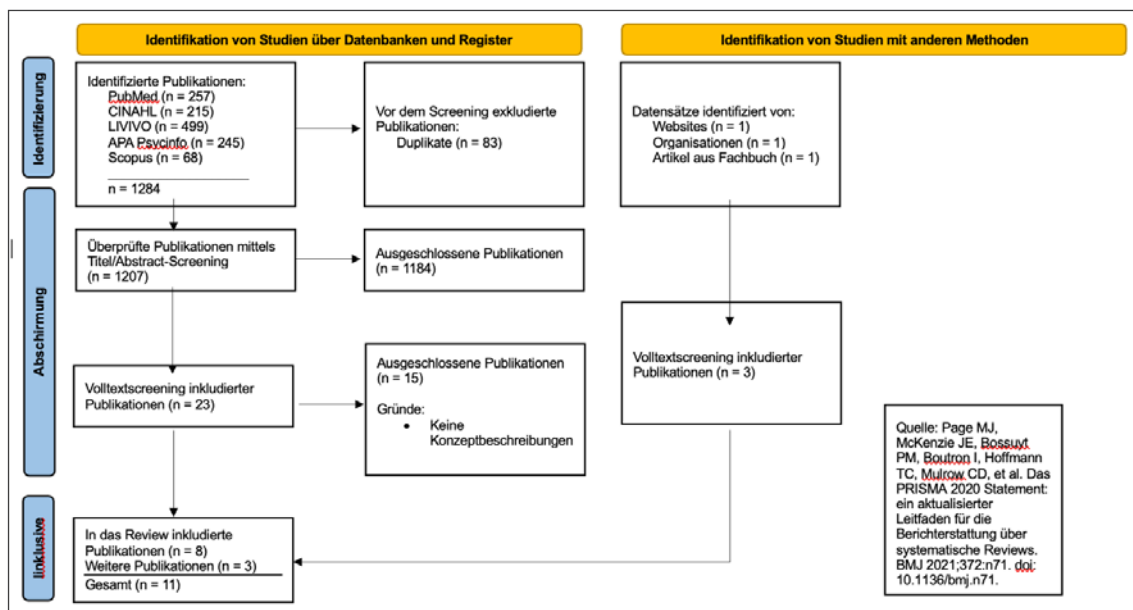 Identifikation von Studien über Datenbanken und Register
Identifikation von Studien mit anderen Methoden
Identifizierung
Identifizierte Publikationen:
PubMed (n = 257)
CINAHL (n = 215)
LIVIVO (n = 499)
APA Psycinfo (n = 245)
Scopus (n = 68)
n = 1284
Vor dem Screening exkludierte
Publikationen:
Duplikate (n = 83)
Datensätze identifiziert von:
Websites (n = 1)
Organisationen (n = 1)
Artikel aus Fachbuch (n = 1)
Abschirmung
Überprüfte Publikationen mittels
Titel/Abstract-Screening
(n = 1207)
Ausgeschlossene Publikationen
(n = 1184)
Volltextscreening inkludierter
Publikationen (n = 23)
Ausgeschlossene Publikationen
(n = 15)
Gründe:
• Keine
Konzeptbeschreibungen
Volltextscreening inkludierter
Publikationen (n = 3)
Iinklusive
In das Review inkludierte
Publikationen (n = 8)
Weitere Publikationen (n = 3)
Gesamt (n = 11)
Quelle: Page MJ,
McKenzie JE, Bossuyt
PM, Boutron I, Hoffmann
TC, Mulrow CD, et al. Das
PRISMA 2020 Statement:
ein aktualisierter
Leitfaden für die
Berichterstattung über
systematische Reviews.
BMJ 2021;372:n71. doi:
10.1136/bmj.n71.